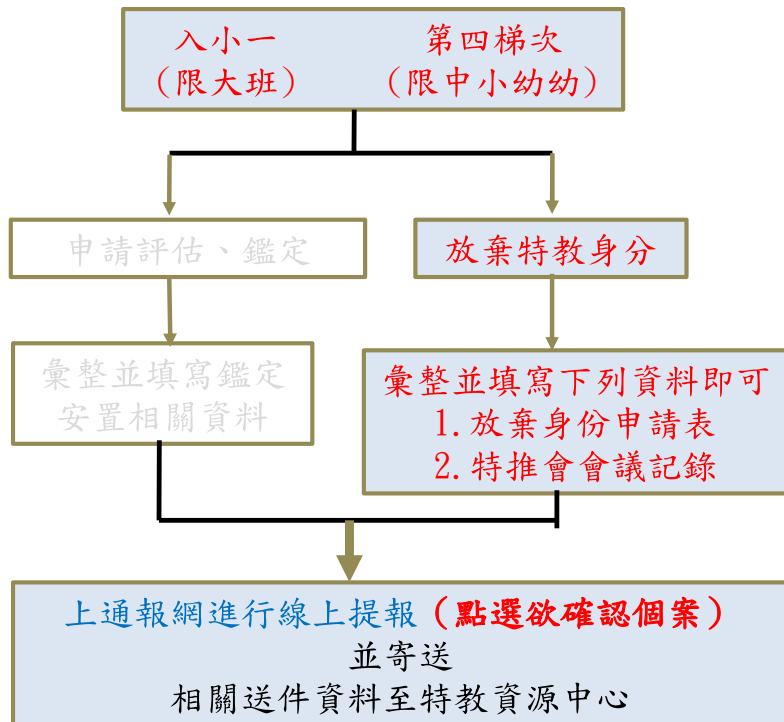 入小一 第四梯次
（限大班） （限中小幼幼）
申請評估、鑑定
放棄特教身分
彙整並填寫鑑定
安置相關資料
彙整並填寫下列資料即可
1.放棄身份申請表
2.特推會會議記錄
上通報網進行線上提報（點選欲確認個案）
並寄送
相關送件資料至特教資源中心